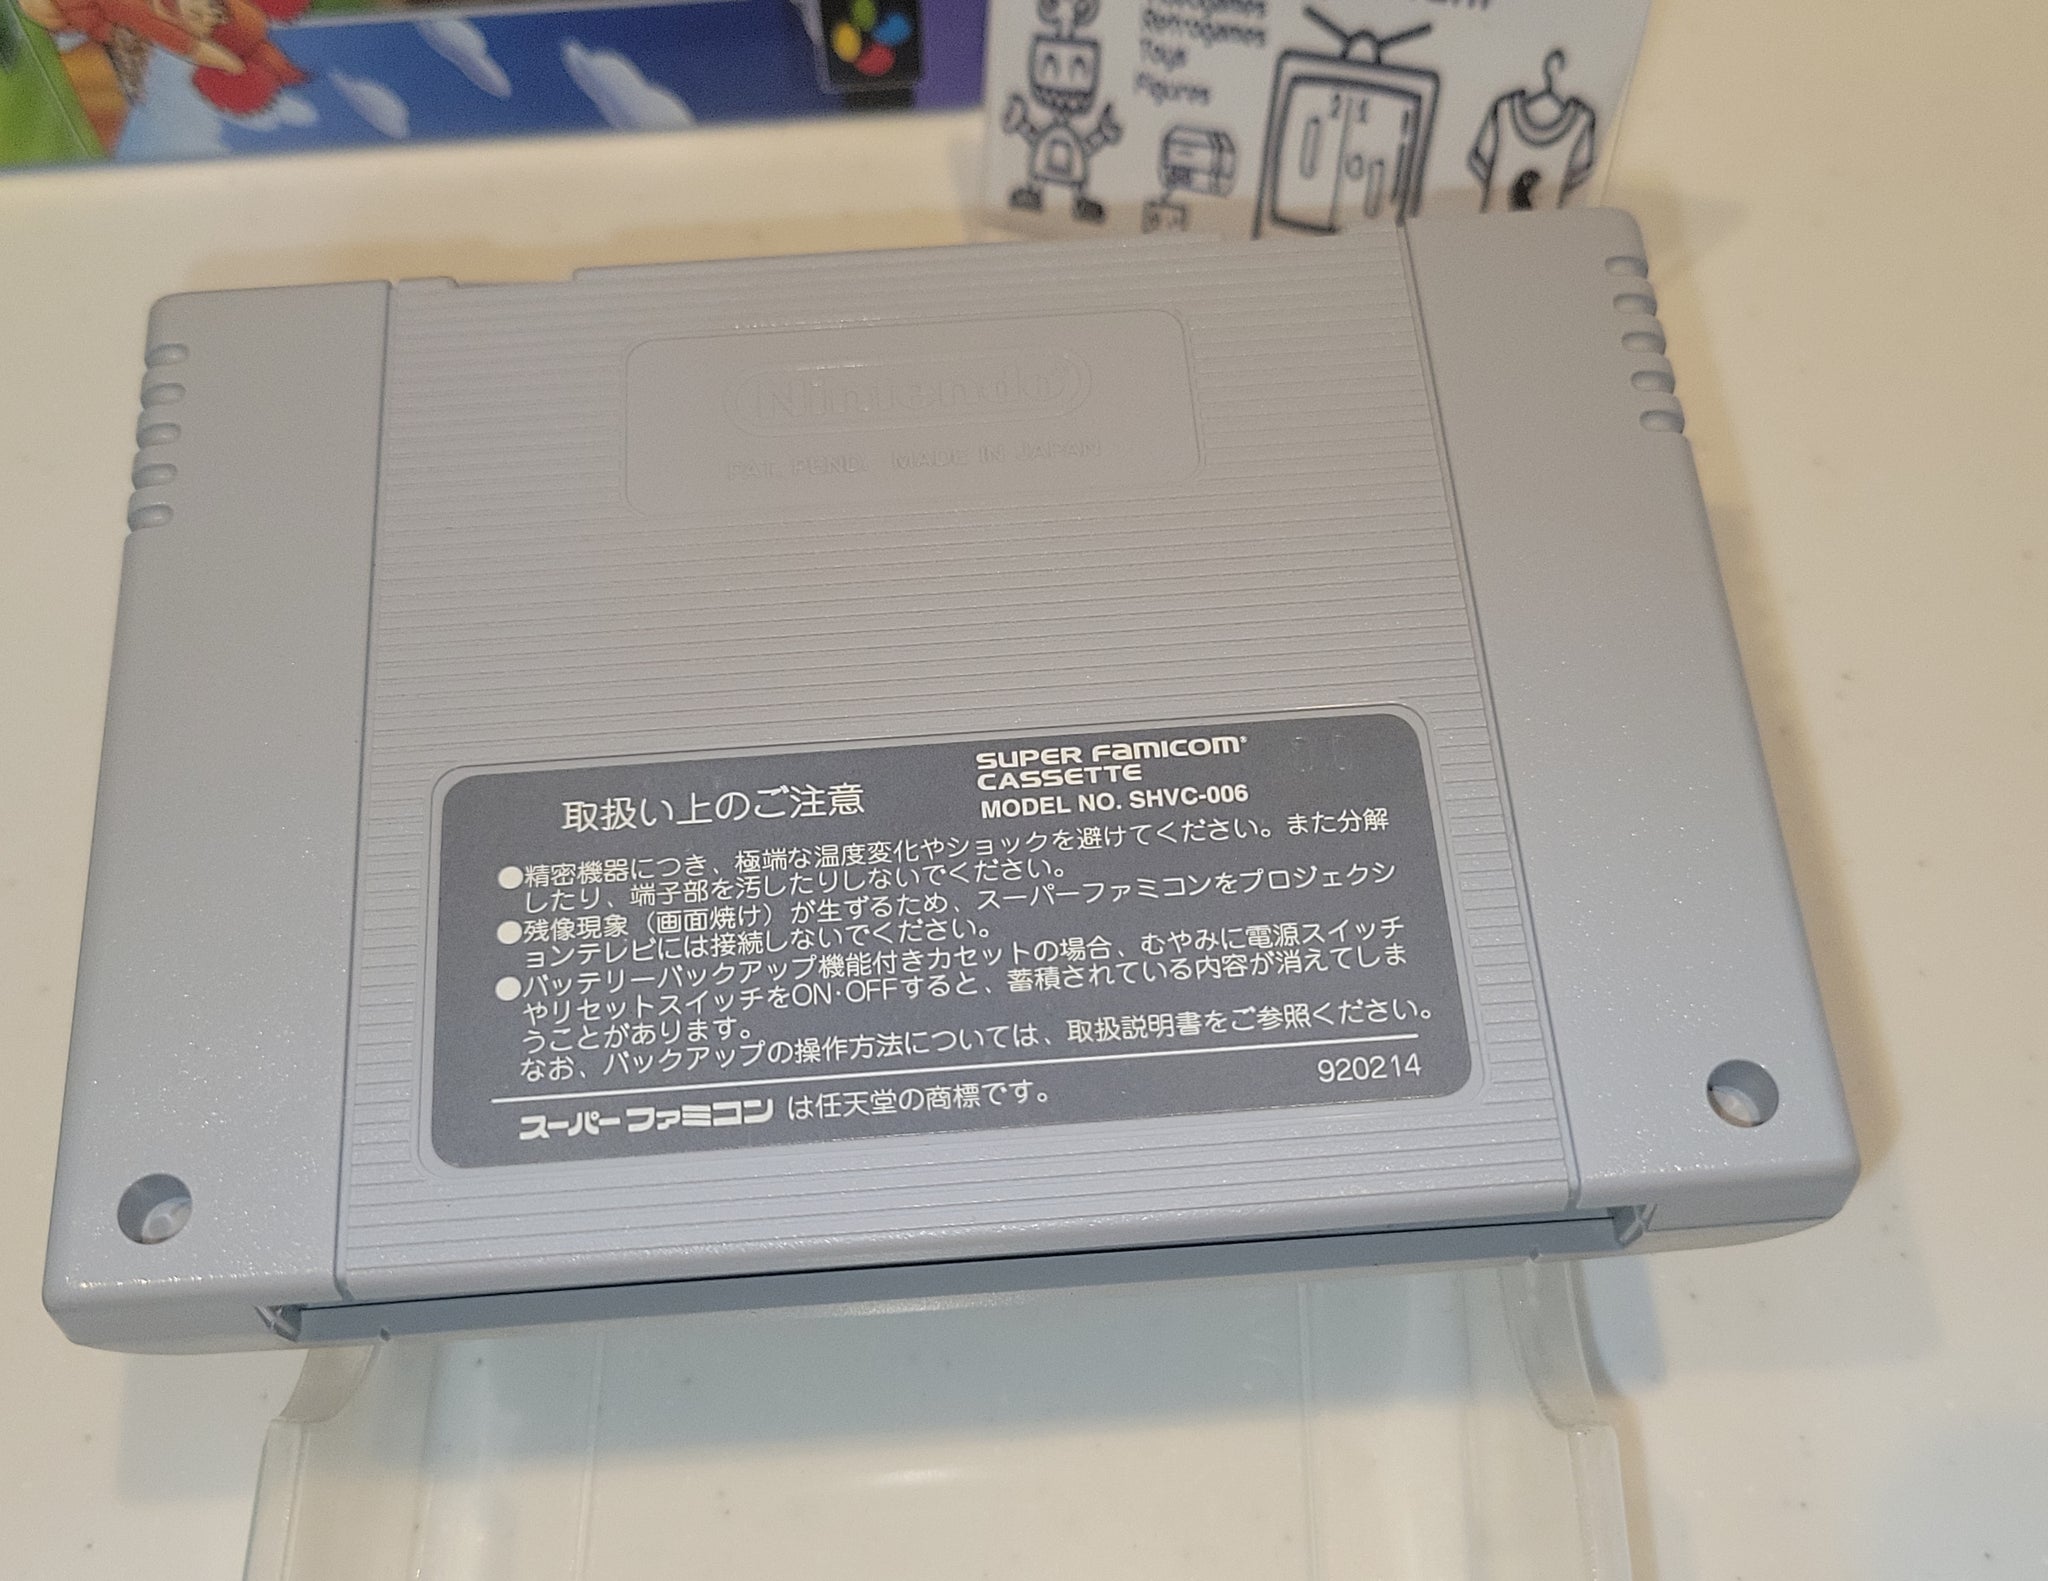 Retrogames
Toys
Figures
Nintendo
PAT. PEND. MADE IN JAPAN
取扱い上のご注意
SUPER FAMICOM
CASSETTE
MODEL NO. SHVC-006
●精密機器につき、極端な温度変化やショックを避けてください。また分解
したり、端子部を汚したりしないでください。
●残像現象（画面焼け）が生ずるため、スーパーファミコンをプロジェクシ
ョンテレビには接続しないでください。
●バッテリーバックアップ機能付きカセットの場合、むやみに電源スイッチ
やリセットスイッチをON・OFFすると、蓄積されている内容が消えてしま
うことがあります。
なお、バックアップの操作方法については、取扱説明書をご参照ください。
スーパーファミコン は任天堂の商標です。
920214